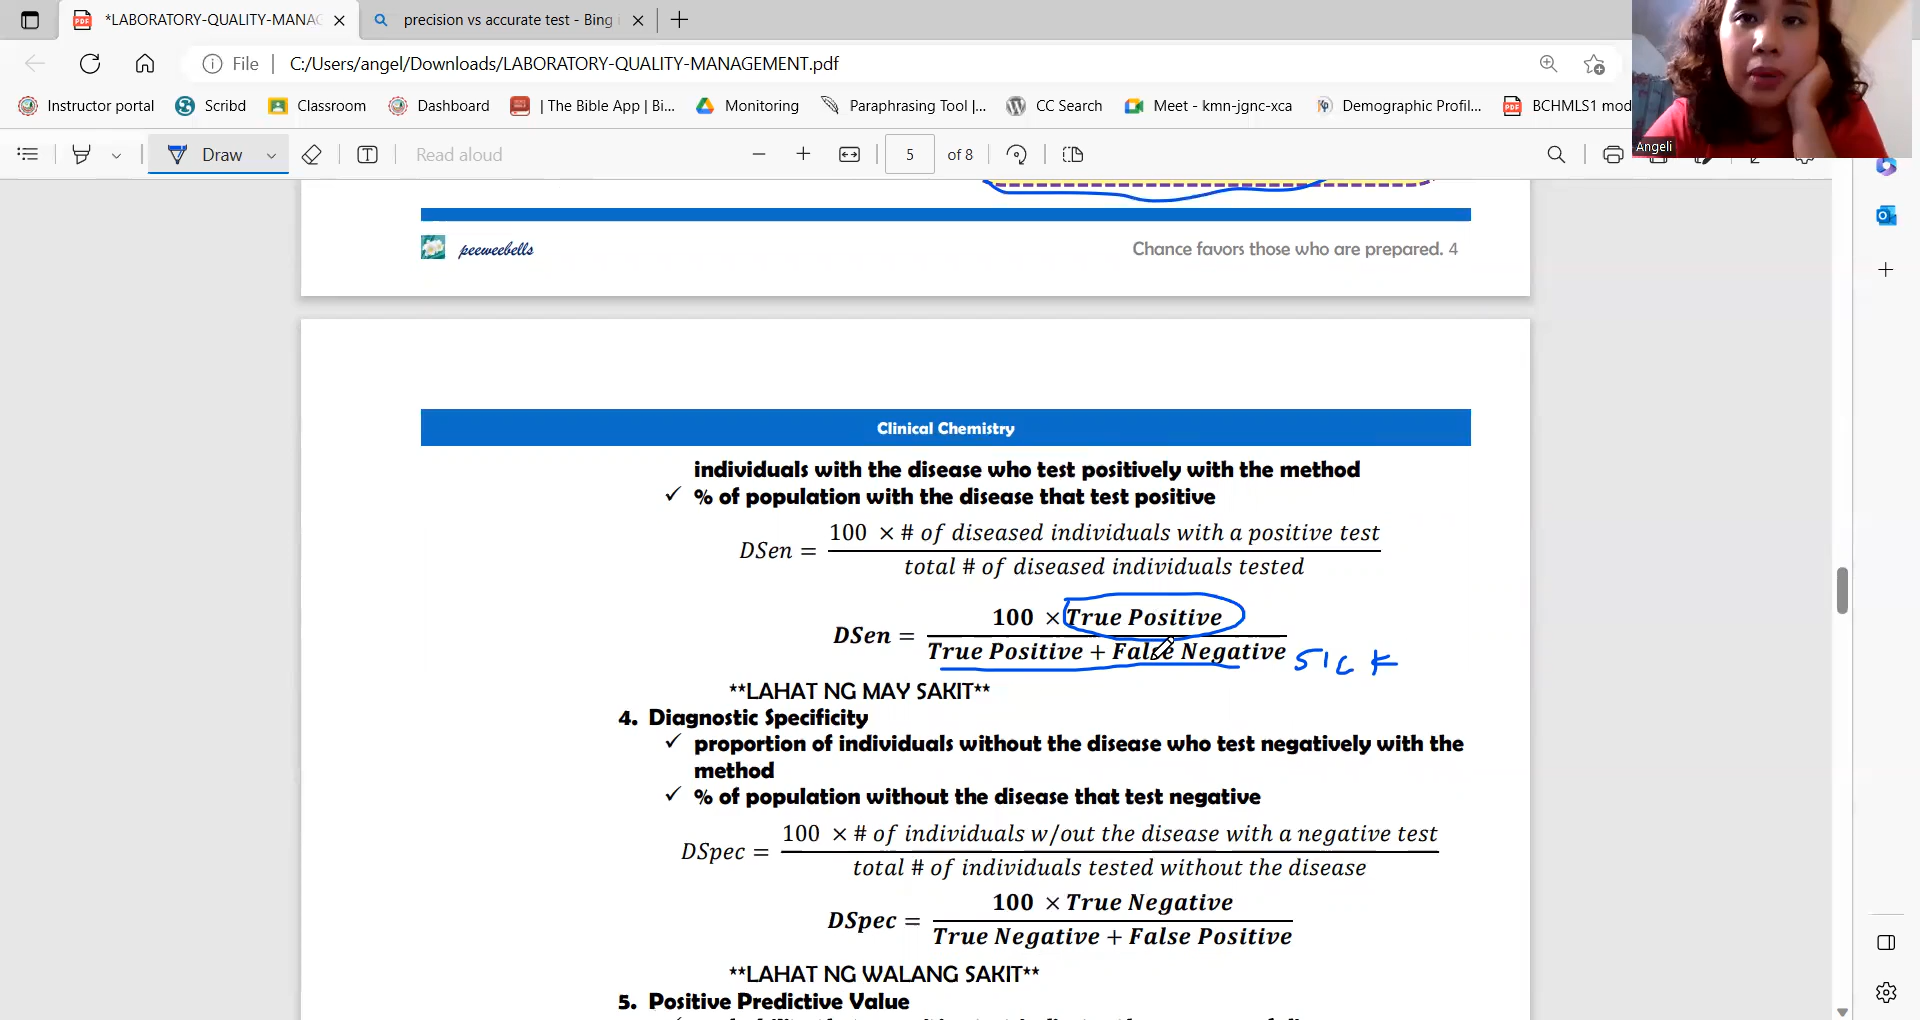 *LABORATORY-QUALITY-MANAG
precision vs accurate test - Bing i
File
C:/Users/angel/Downloads/LABORATORY-QUALITY-MANAGEMENT.pdf
Instructor portal
Scribd
Classroom
Dashboard
| The Bible App | Bi...
Monitoring
Paraphrasing Tool |...
CC Search
Meet - kmn-jgnc-xca
Demographic Profil...
BCHMLS1 mod
Angeli
Draw
Read aloud
5
of 8
peeweebells
Chance favors those who are prepared. 4
Clinical Chemistry
individuals with the disease who test positively with the method
✓ % of population with the disease that test positive
DSen = 100 × # of diseased individuals with a positive test
total # of diseased individuals tested
DSen = 100 × True Positive
True Positive + False Negative
SICK
**LAHAT NG MAY SAKIT**
4. Diagnostic Specificity
✓ proportion of individuals without the disease who test negatively with the
method
✓ % of population without the disease that test negative
DSpec = 100 × # of individuals w/out the disease with a negative test
total # of individuals tested without the disease
DSpec = 100 × True Negative
True Negative + False Positive
**LAHAT NG WALANG SAKIT**
5. Positive Predictive Value